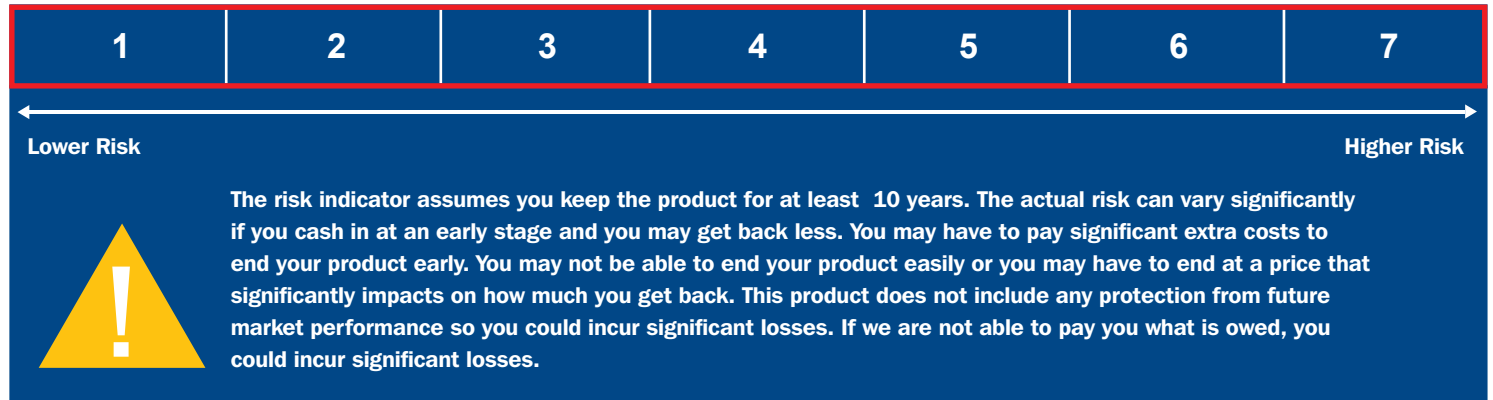 1 2 3 4 5 6 7
Lower Risk Higher Risk
!
The risk indicator assumes you keep the product for at least  10 years. The actual risk can vary significantly
if you cash in at an early stage and you may get back less. You may have to pay significant extra costs to
end your product early. You may not be able to end your product easily or you may have to end at a price that
significantly impacts on how much you get back. This product does not include any protection from future
market performance so you could incur significant losses. If we are not able to pay you what is owed, you
could incur significant losses.